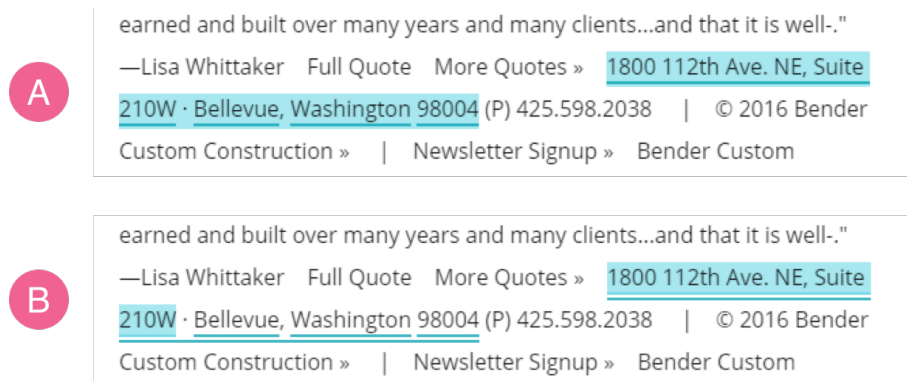 earned and built over many years and many clients...and that it is well-."
—Lisa Whittaker Full Quote More Quotes » 1800 112th Ave. NE, Suite
A
210W · Bellevue, Washington 98004 (P) 425.598.2038 | © 2016 Bender
Custom Construction » | Newsletter Signup » Bender Custom
earned and built over many years and many clients...and that it is well-."
—Lisa Whittaker Full Quote More Quotes » 1800 112th Ave. NE, Suite
B
210W · Bellevue, Washington 98004 (P) 425.598.2038 | © 2016 Bender
Custom Construction » | Newsletter Signup » Bender Custom